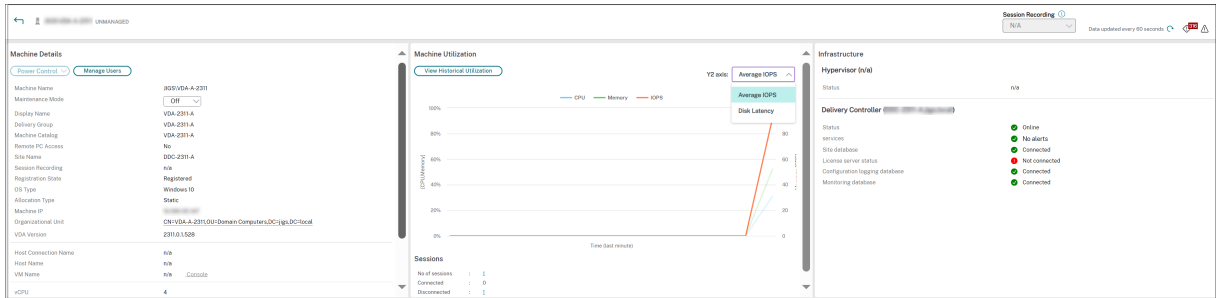 UNMANAGED
Session Recording
N/A
Data updated every 60 seconds
316
Machine Details
Power Control
Manage Users
Machine Name JIGS\VDA-A-2311
Maintenance Mode Off
Display Name VDA-2311-A
Delivery Group VDA-2311-A
Machine Catalog VDA-2311-A
Remote PC Access No
Site Name DDC-2311-A
Session Recording n/a
Registration State Registered
OS Type Windows 10
Allocation Type Static
Machine IP
Organizational Unit CN=VDA-A-2311,OU=Domain Computers,DC=jigs,DC=local
VDA Version 2311.0.1.528
Host Connection Name n/a
Host Name n/a
VM Name n/a Console
vCPU 4
Machine Utilization
View Historical Utilization
Y2 axis: Average IOPS
Average IOPS
Disk Latency
CPU Memory IOPS
100%
80% 80
60% 60
40% 40
20% 20
0% 0
(CPU,Memory)
Time (last minute)
Sessions
No of sessions : 1
Connected : 0
Disconnected : 1
Infrastructure
Hypervisor (n/a)
Status n/a
Delivery Controller
Status Online
services No alerts
Site database Connected
License server status Not connected
Configuration logging database Connected
Monitoring database Connected